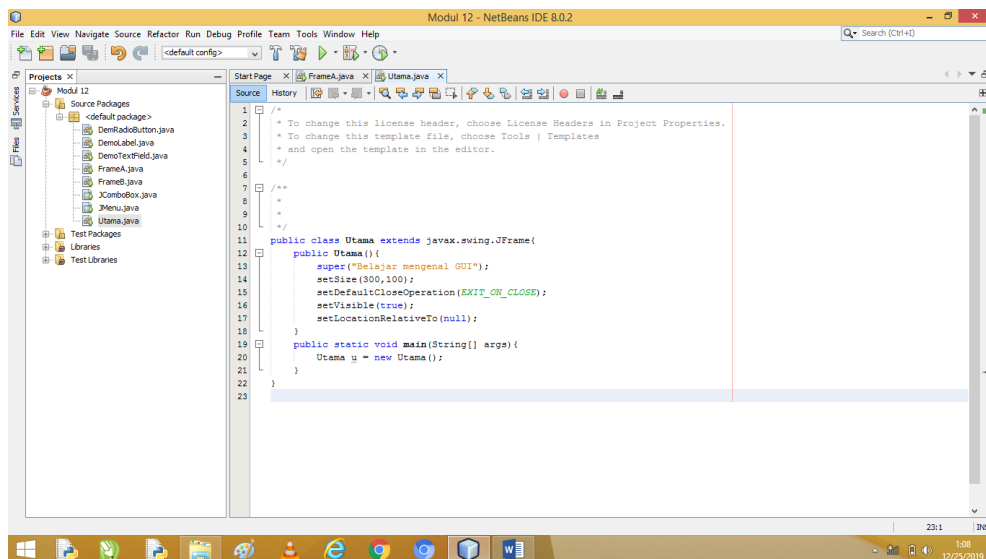 Modul 12 - NetBeans IDE 8.0.2
File Edit View Navigate Source Refactor Run Debug Profile Team Tools Window Help
Search (Ctrl+I)
<default config>
Projects
Services
Files
Modul 12
Source Packages
<default package>
DemRadioButton.java
DemoLabel.java
DemoTextField.java
FrameA.java
FrameB.java
JComboBox.java
JMenu.java
Utama.java
Test Packages
Libraries
Test Libraries
Start Page FrameA.java Utama.java
Source History
1 /*
2 * To change this license header, choose License Headers in Project Properties.
3 * To change this template file, choose Tools | Templates
4 * and open the template in the editor.
5 */
6
7 /**
8 *
9 *
10 */
11 public class Utama extends javax.swing.JFrame{
12 public Utama(){
13 super("Belajar mengenal GUI");
14 setSize(300,100);
15 setDefaultCloseOperation(EXIT_ON_CLOSE);
16 setVisible(true);
17 setLocationRelativeTo(null);
18 }
19 public static void main(String[] args){
20 Utama u = new Utama();
21 }
22 }
23
23:1 INS
1:08
12/25/2019